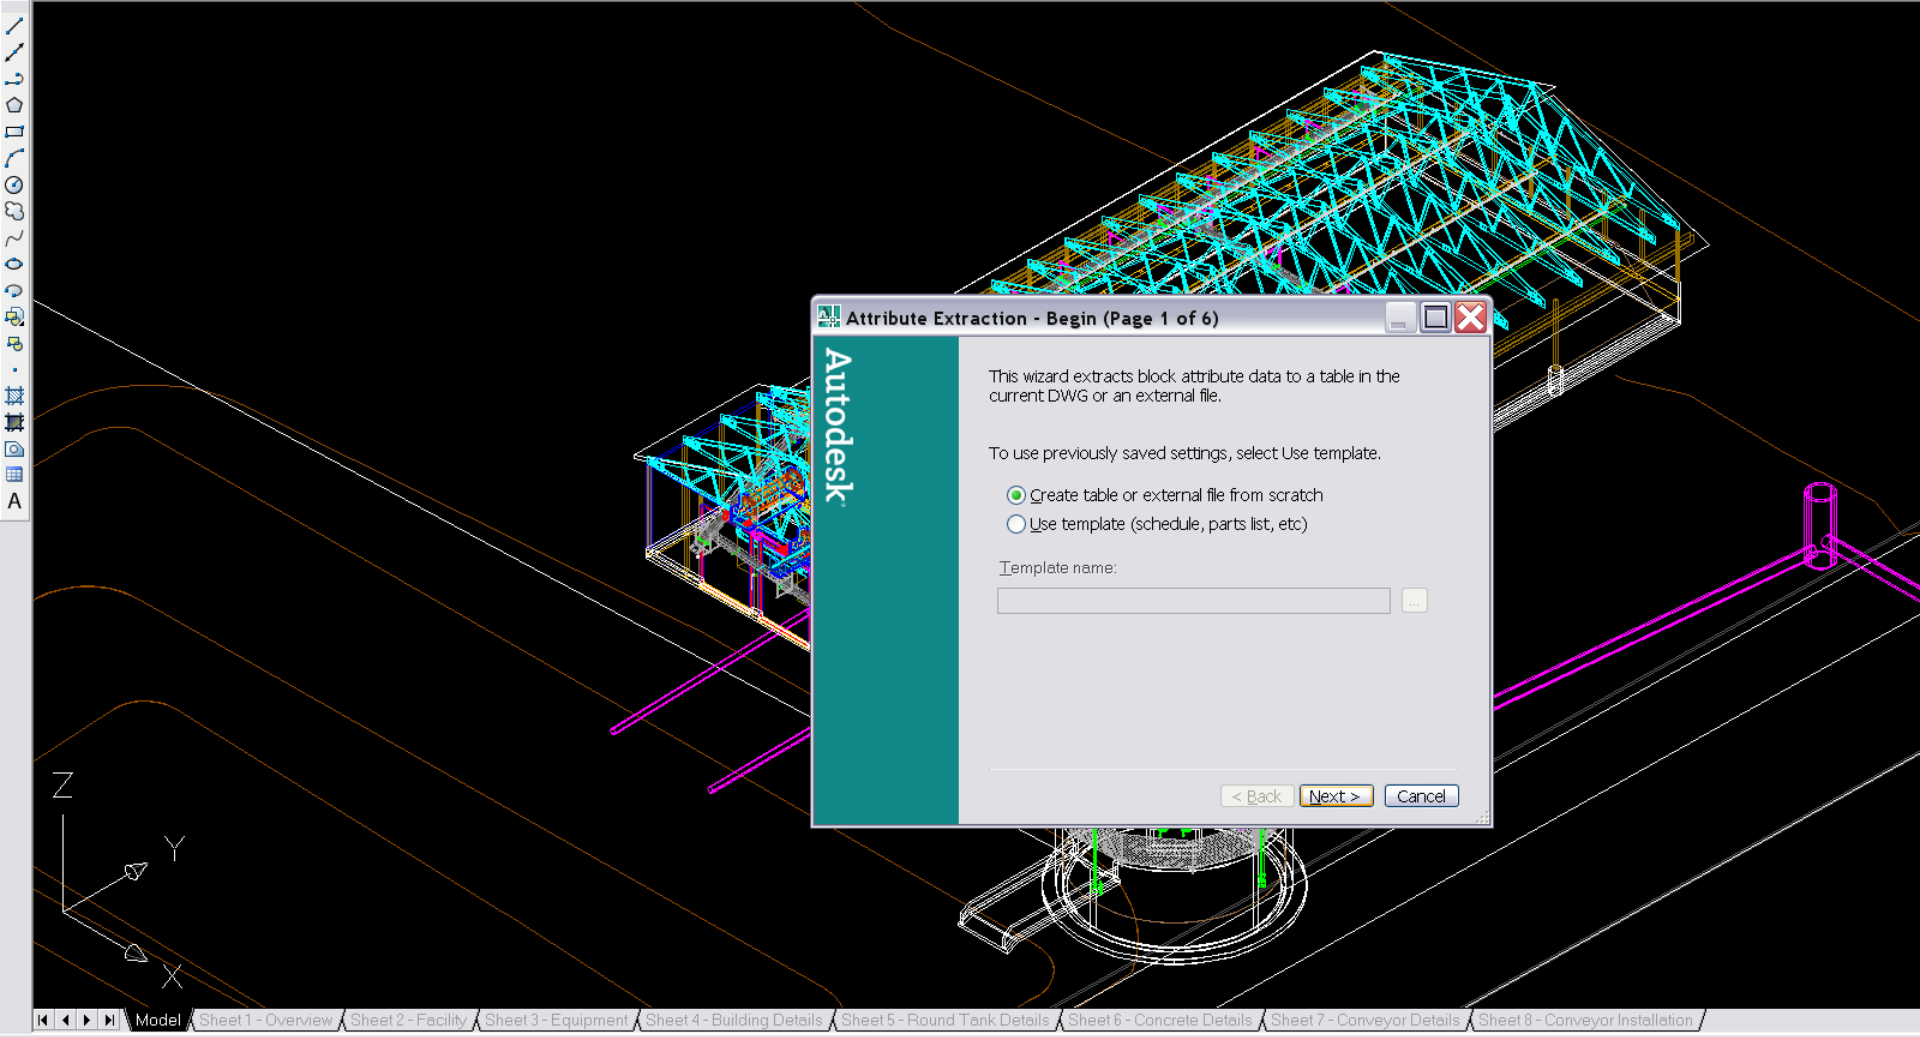 Attribute Extraction - Begin (Page 1 of 6)
Autodesk
This wizard extracts block attribute data to a table in the
current DWG or an external file.
To use previously saved settings, select Use template.
Create table or external file from scratch
Use template (schedule, parts list, etc)
Template name:
...
< Back
Next >
Cancel
A
Z
Y
X
Model
Sheet 1 - Overview
Sheet 2 - Facility
Sheet 3 - Equipment
Sheet 4 - Building Details
Sheet 5 - Round Tank Details
Sheet 6 - Concrete Details
Sheet 7 - Conveyor Details
Sheet 8 - Conveyor Installation